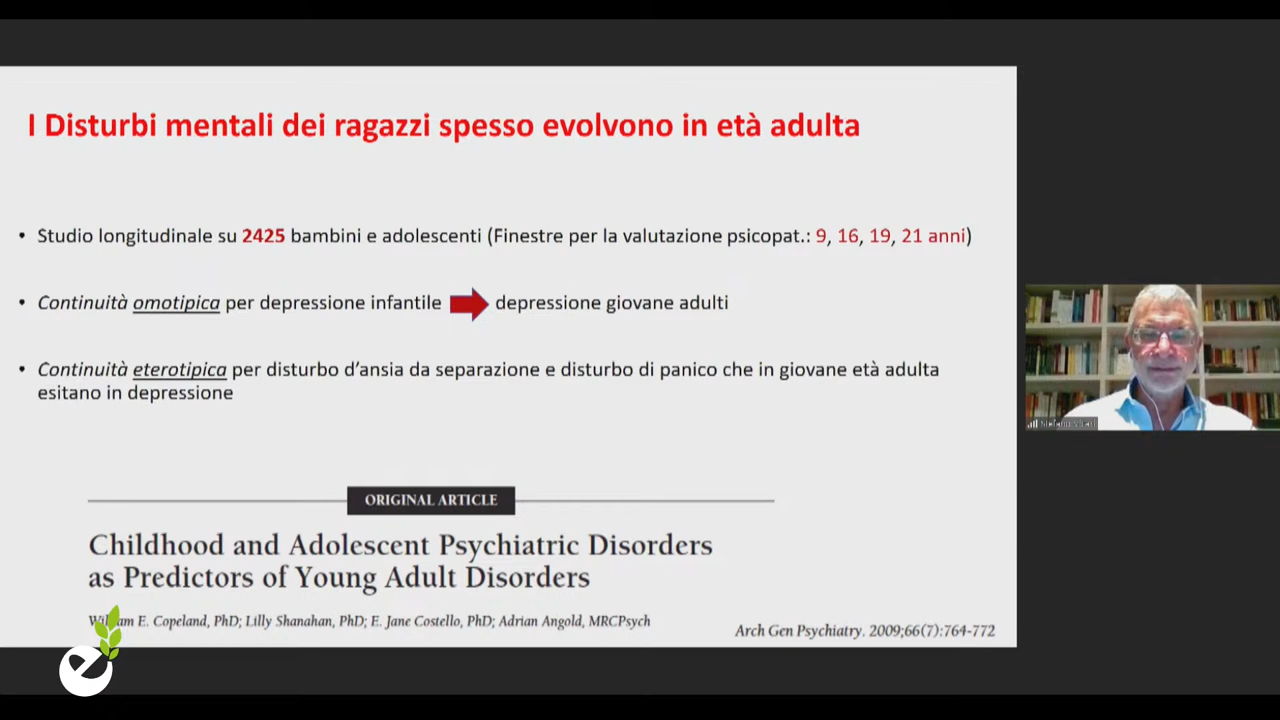 I Disturbi mentali dei ragazzi spesso evolvono in età adulta
• Studio longitudinale su 2425 bambini e adolescenti (Finestre per la valutazione psicopat.: 9, 16, 19, 21 anni)
• Continuità omotipica per depressione infantile depressione giovane adulti
• Continuità eterotipica per disturbo d'ansia da separazione e disturbo di panico che in giovane età adulta
esitano in depressione
ORIGINAL ARTICLE
Childhood and Adolescent Psychiatric Disorders
as Predictors of Young Adult Disorders
William E. Copeland, PhD; Lilly Shanahan, PhD; E. Jane Costello, PhD; Adrian Angold, MRCPsych
Arch Gen Psychiatry. 2009;66(7):764-772
Stefano
e